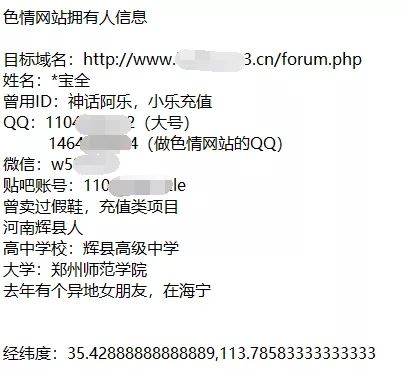 色情网站拥有人信息
目标域名：http://www. 3.cn/forum.php
姓名：*宝全
曾用ID：神话阿乐，小乐充值
QQ：1104 2（大号）
1464 4（做色情网站的QQ）
微信：w5
贴吧账号：110 le
曾卖过假鞋，充值类项目
河南辉县人
高中学校：辉县高级中学
大学：郑州师范学院
去年有个异地女朋友，在海宁
经纬度：35.42888888888889,113.78583333333333